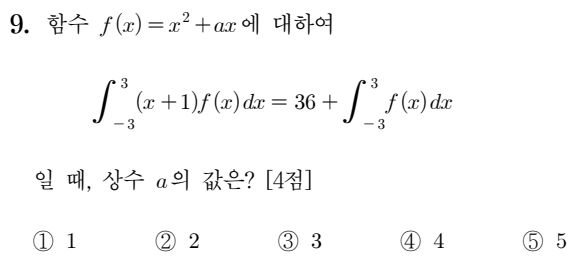 9. 함수 f(x)=x²+ax에 대하여
∫₋₃³(x+1)f(x)dx=36+∫₋₃³f(x)dx
일 때, 상수 a의 값은? [4점]
① 1 ② 2 ③ 3 ④ 4 ⑤ 5